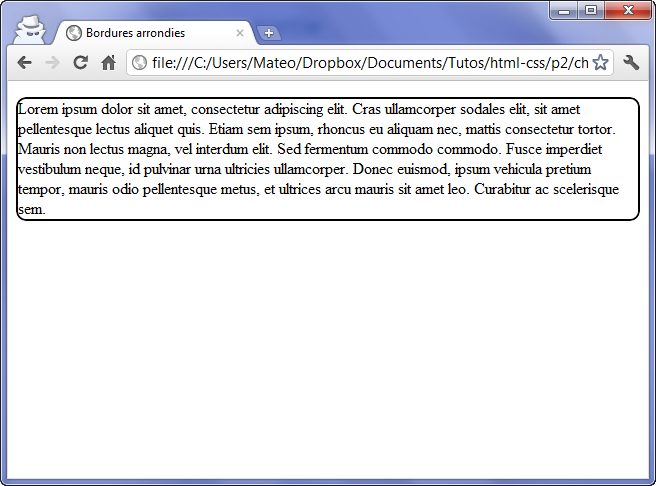 Bordures arrondies
file:///C:/Users/Mateo/Dropbox/Documents/Tutos/html-css/p2/ch
Lorem ipsum dolor sit amet, consectetur adipiscing elit. Cras ullamcorper sodales elit, sit amet
pellentesque lectus aliquet quis. Etiam sem ipsum, rhoncus eu aliquam nec, mattis consectetur tortor.
Mauris non lectus magna, vel interdum elit. Sed fermentum commodo commodo. Fusce imperdiet
vestibulum neque, id pulvinar urna ultricies ullamcorper. Donec euismod, ipsum vehicula pretium
tempor, mauris odio pellentesque metus, et ultrices arcu mauris sit amet leo. Curabitur ac scelerisque
sem.